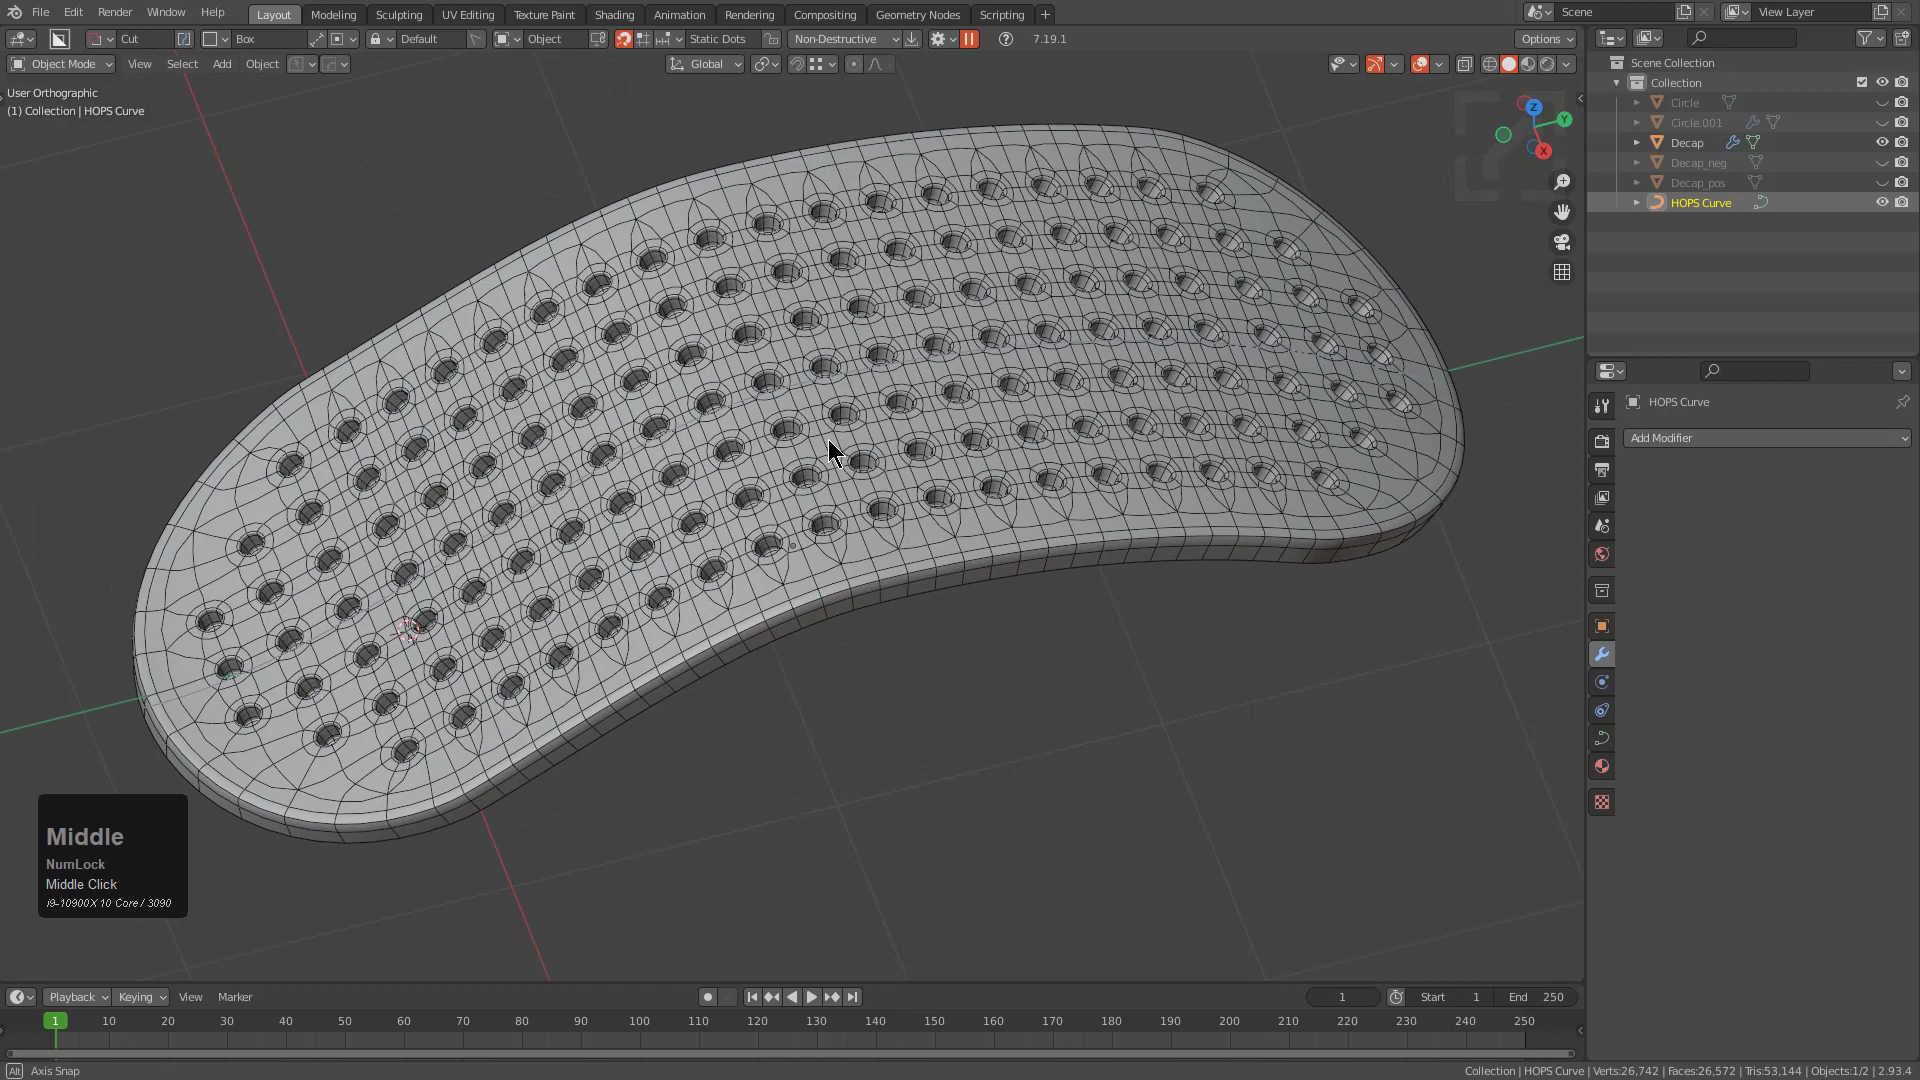 File Edit Render Window Help Layout Modeling Sculpting UV Editing Texture Paint Shading Animation Rendering Compositing Geometry Nodes Scripting + Scene View Layer
Cut Box Default Object Static Dots Non-Destructive 7.19.1 Options
Object Mode View Select Add Object Global
User Orthographic
(1) Collection | HOPS Curve
Z
Y
X
Scene Collection
Collection
Circle
Circle.001
Decap
Decap_neg
Decap_pos
HOPS Curve
HOPS Curve
Add Modifier
Middle
NumLock
Middle Click
i9-10900X 10 Core / 3090
Playback Keying View Marker 1 Start 1 End 250
1 10 20 30 40 50 60 70 80 90 100 110 120 130 140 150 160 170 180 190 200 210 220 230 240 250
Alt Axis Snap Collection | HOPS Curve | Verts:26,742 | Faces:26,572 | Tris:53,144 | Objects:1/2 | 2.93.4